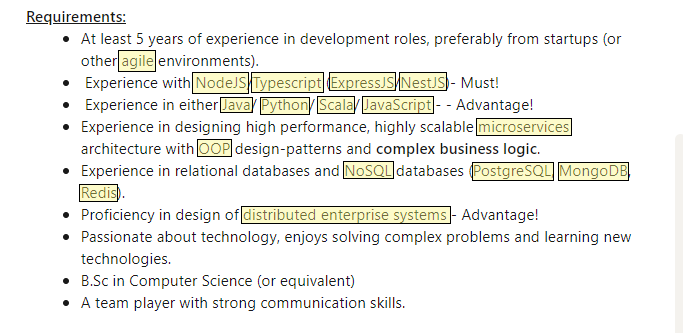 Requirements:
• At least 5 years of experience in development roles, preferably from startups (or
other agile environments).
• Experience with NodeJS/Typescript (ExpressJS/NestJS)- Must!
• Experience in either Java/ Python/ Scala/ JavaScript - - Advantage!
• Experience in designing high performance, highly scalable microservices
architecture with OOP design-patterns and complex business logic.
• Experience in relational databases and NoSQL databases (PostgreSQL, MongoDB,
Redis).
• Proficiency in design of distributed enterprise systems - Advantage!
• Passionate about technology, enjoys solving complex problems and learning new
technologies.
• B.Sc in Computer Science (or equivalent)
• A team player with strong communication skills.